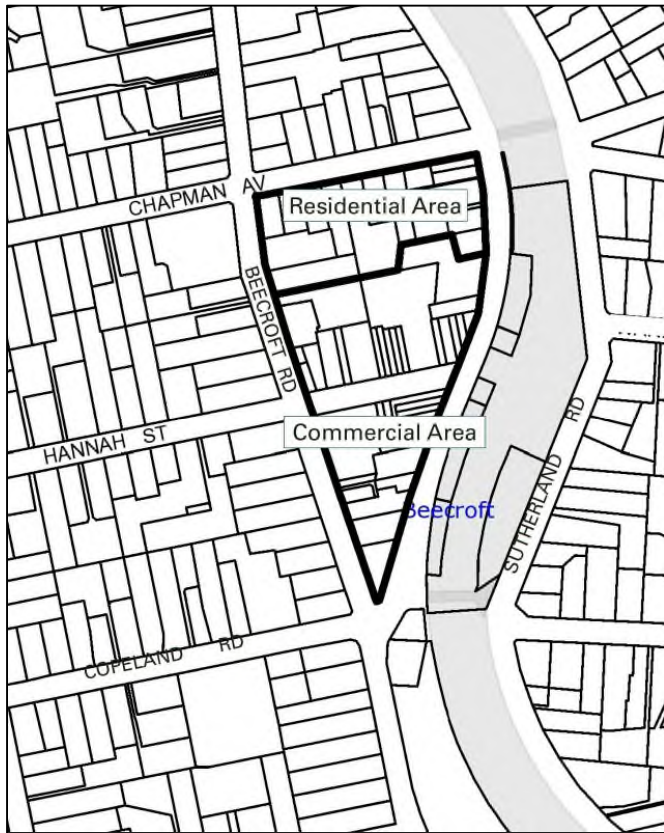 CHAPMAN AV
Residential Area
BEECROFT RD
HANNAH ST
Commercial Area
Beecroft
SUTHERLAND RD
COPELAND RD